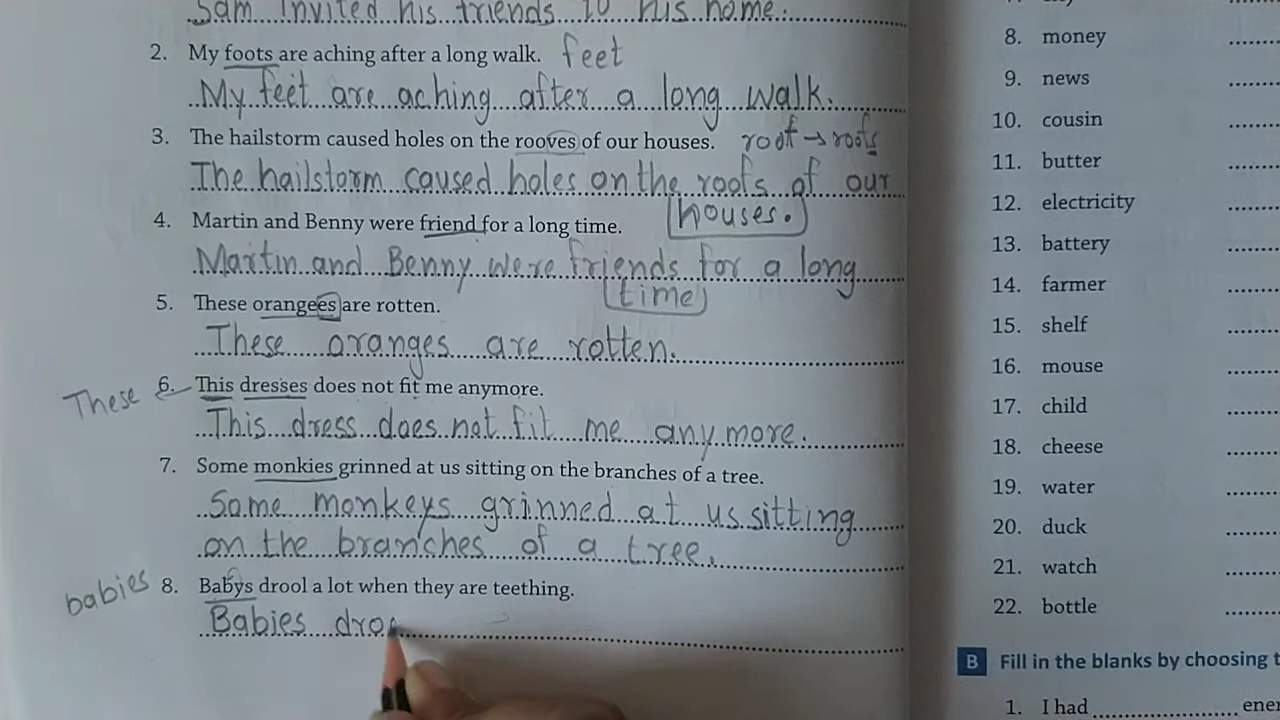 Sam invited his friends to his home.
2. My foots are aching after a long walk. feet
My feet are aching after a long walk.
3. The hailstorm caused holes on the rooves of our houses. roof → roofs
The hailstorm caused holes on the roofs of our
houses.
4. Martin and Benny were friend for a long time.
Martin and Benny were friends for a long
time
5. These orangees are rotten.
These oranges are rotten.
These 6. This dresses does not fit me anymore.
This dress does not fit me anymore.
7. Some monkies grinned at us sitting on the branches of a tree.
Some monkeys grinned at us sitting
on the branches of a tree.
babies 8. Babys drool a lot when they are teething.
Babies droo
8. money
9. news
10. cousin
11. butter
12. electricity
13. battery
14. farmer
15. shelf
16. mouse
17. child
18. cheese
19. water
20. duck
21. watch
22. bottle
B Fill in the blanks by choosing t
1. I had ener